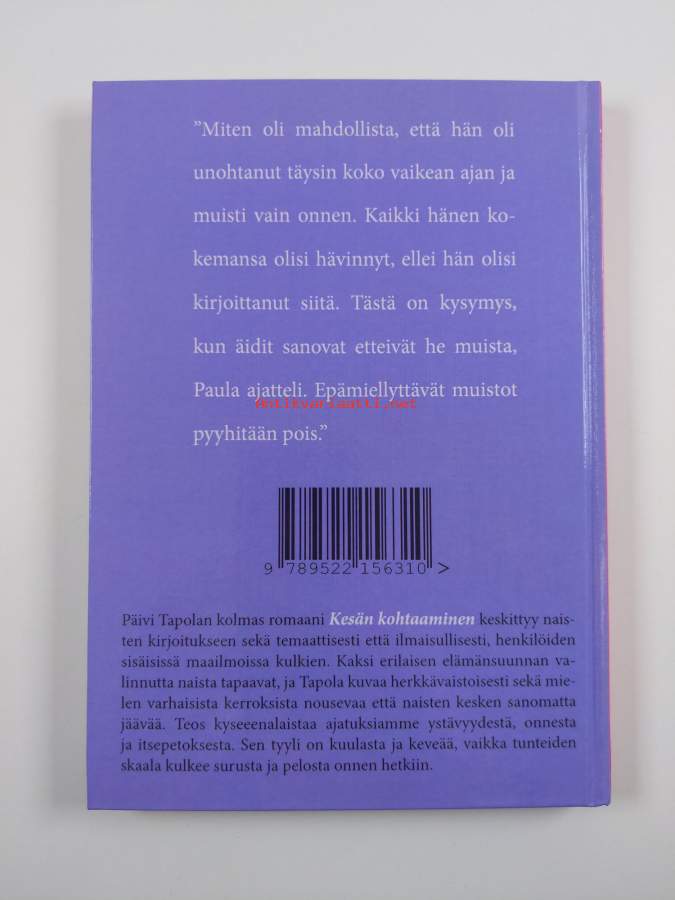 ”Miten oli mahdollista, että hän oli
unohtanut täysin koko vaikean ajan ja
muisti vain onnen. Kaikki hänen ko-
kemansa olisi hävinnyt, ellei hän olisi
kirjoittanut siitä. Tästä on kysymys,
kun äidit sanovat etteivät he muista,
Paula ajatteli. Epämiellyttävät muistot
Antikvariaatti.net
pyyhitään pois.”
9 789522 156310 >
Päivi Tapolan kolmas romaani Kesän kohtaaminen keskittyy nais-
ten kirjoitukseen sekä temaattisesti että ilmaisullisesti, henkilöiden
sisäisissä maailmoissa kulkien. Kaksi erilaisen elämänsuunnan va-
linnutta naista tapaavat, ja Tapola kuvaa herkkävaistoisesti sekä mie-
len varhaisista kerroksista nousevaa että naisten kesken sanomatta
jäävää. Teos kyseeenalaistaa ajatuksiamme ystävyydestä, onnesta
ja itsepetoksesta. Sen tyyli on kuulasta ja keveää, vaikka tunteiden
skaala kulkee surusta ja pelosta onnen hetkiin.